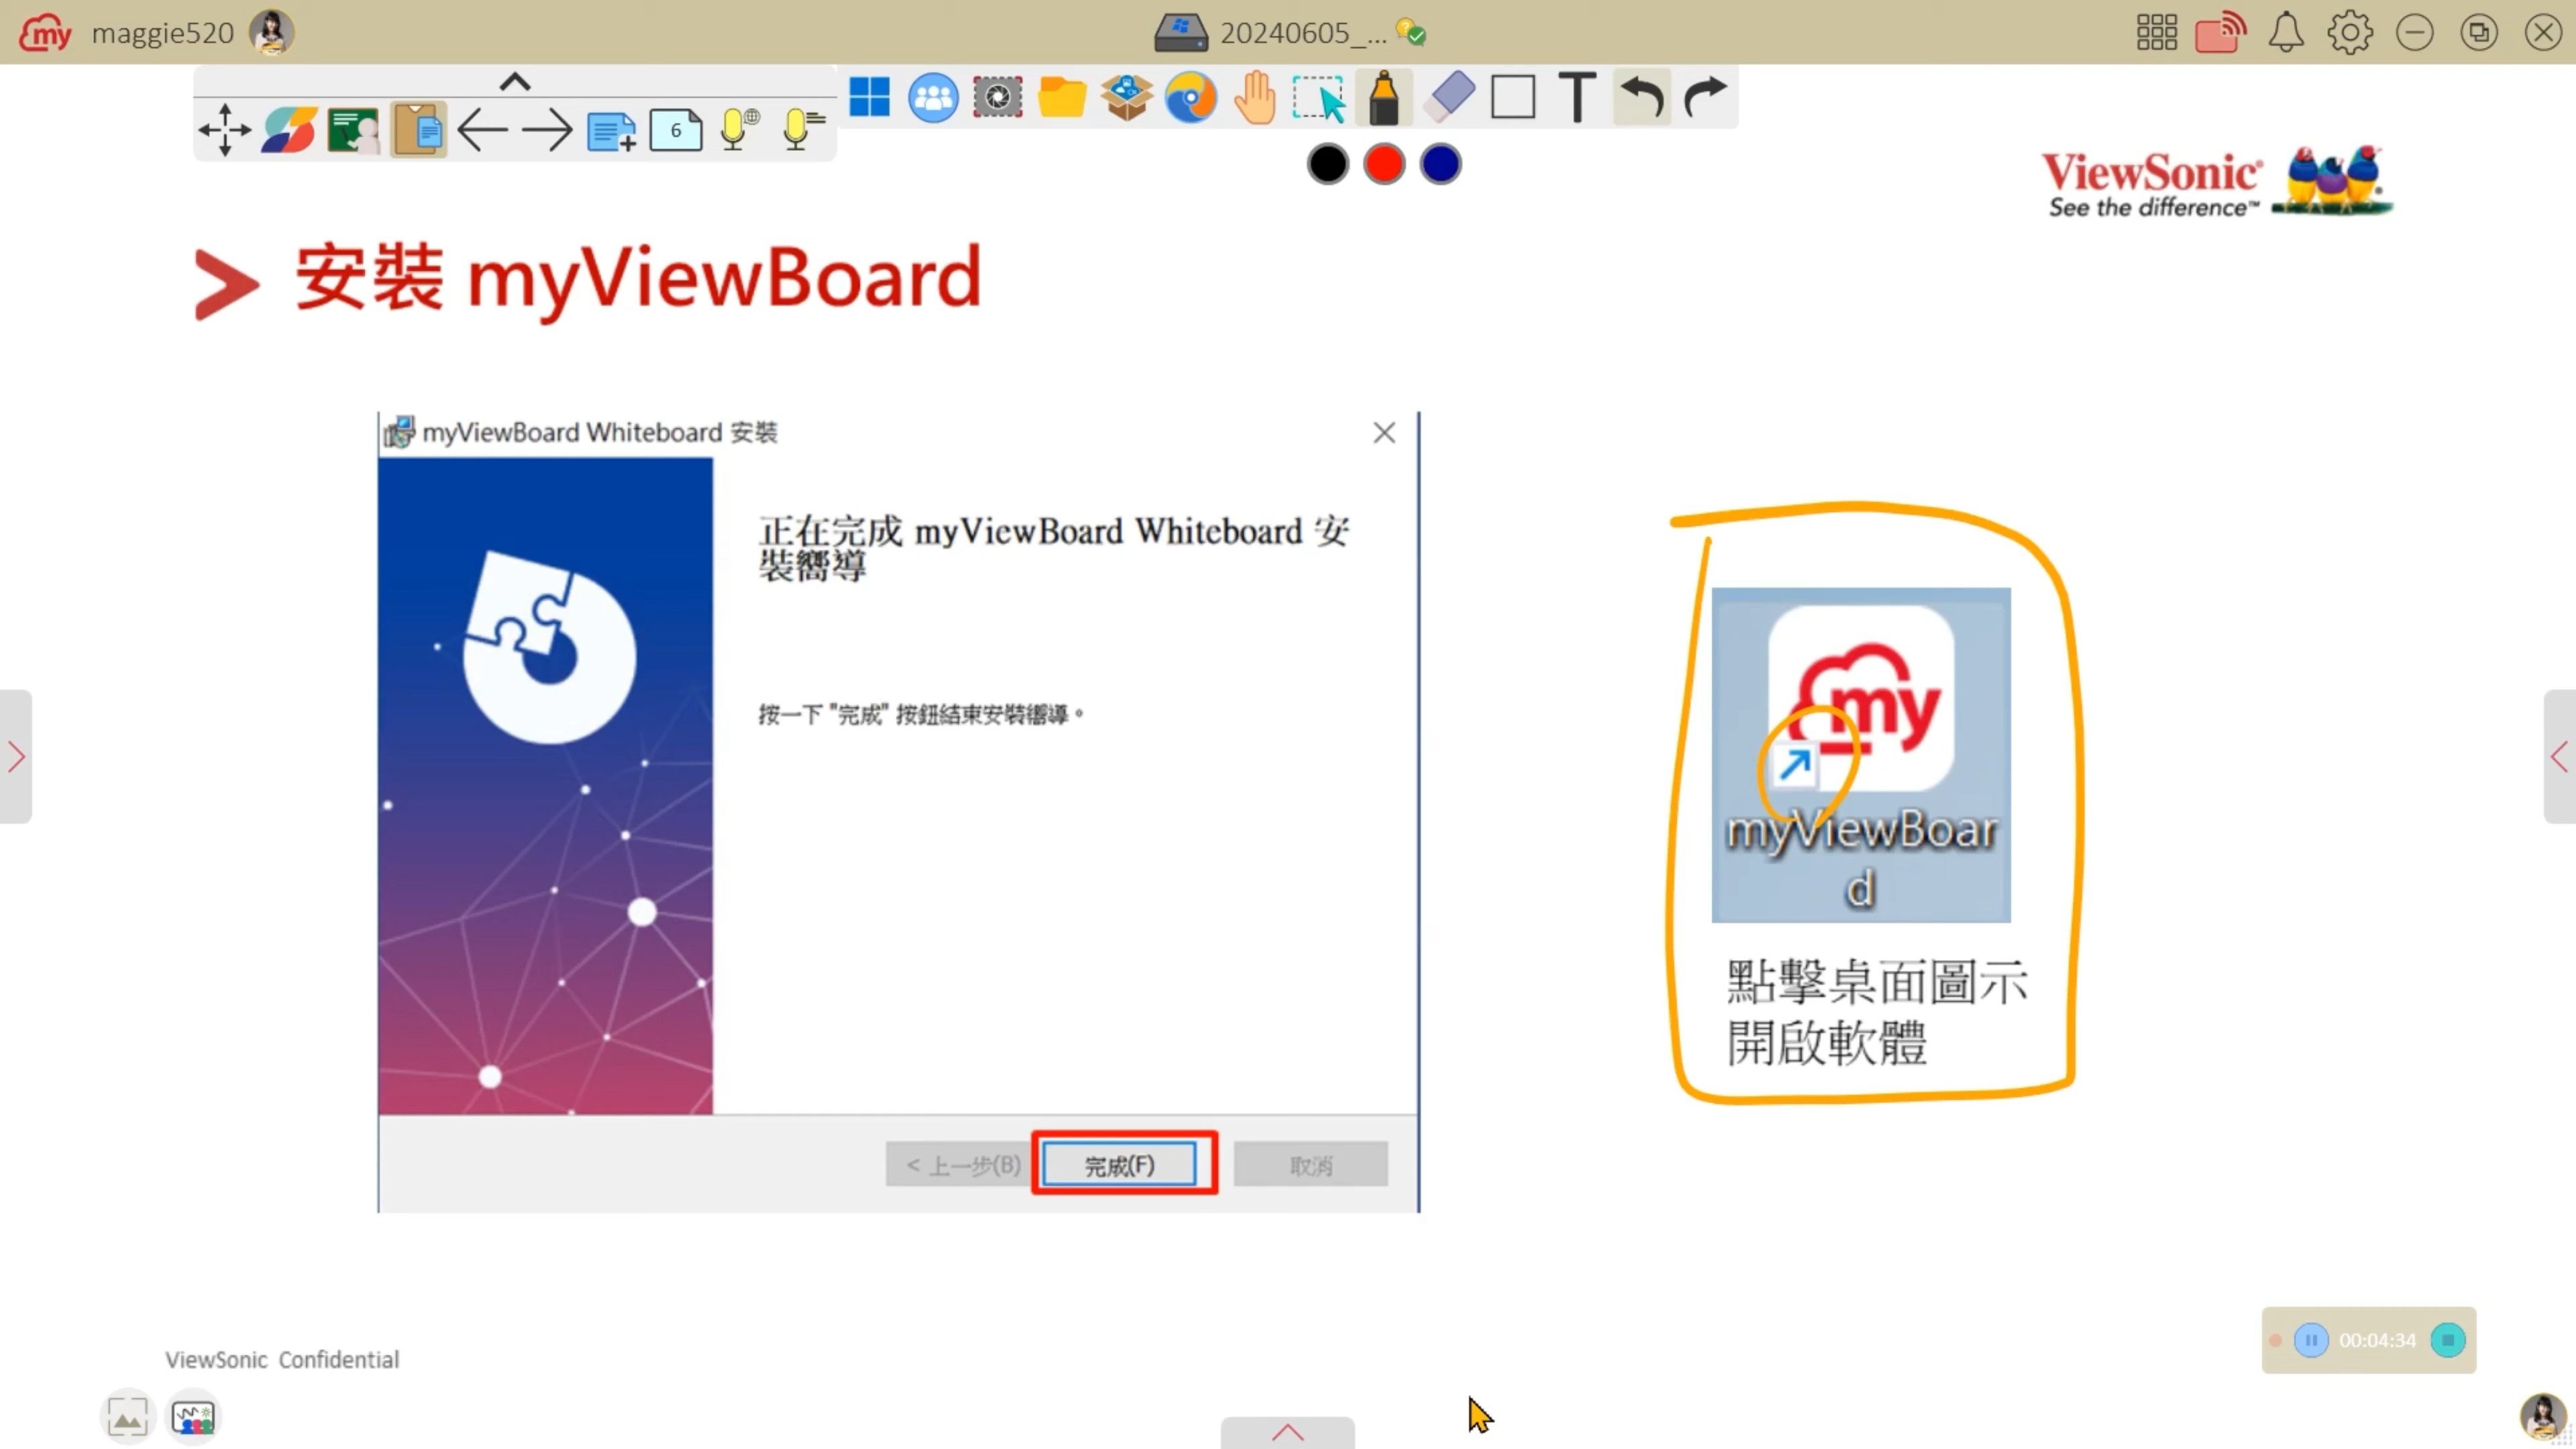 my maggie520
20240605_...
6
ViewSonic
See the difference™
安裝 myViewBoard
myViewBoard Whiteboard 安裝
正在完成 myViewBoard Whiteboard 安
裝嚮導
按一下 "完成" 按鈕結束安裝嚮導。
< 上一步(B)
完成(F)
取消
my
myViewBoar
d
點擊桌面圖示
開啟軟體
00:04:34
ViewSonic Confidential